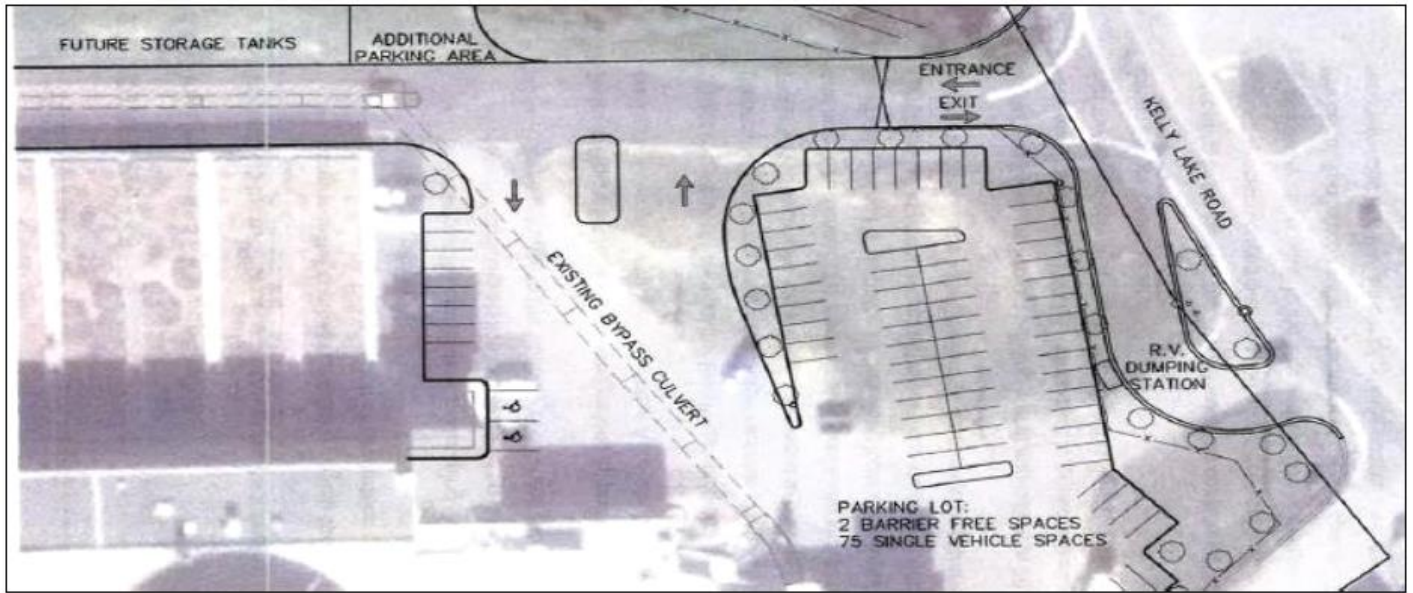 FUTURE STORAGE TANKS
ADDITIONAL
PARKING AREA
ENTRANCE
EXIT
KELLY LAKE ROAD
EXISTING BYPASS CULVERT
R.V.
DUMPING
STATION
PARKING LOT:
2 BARRIER FREE SPACES
75 SINGLE VEHICLE SPACES